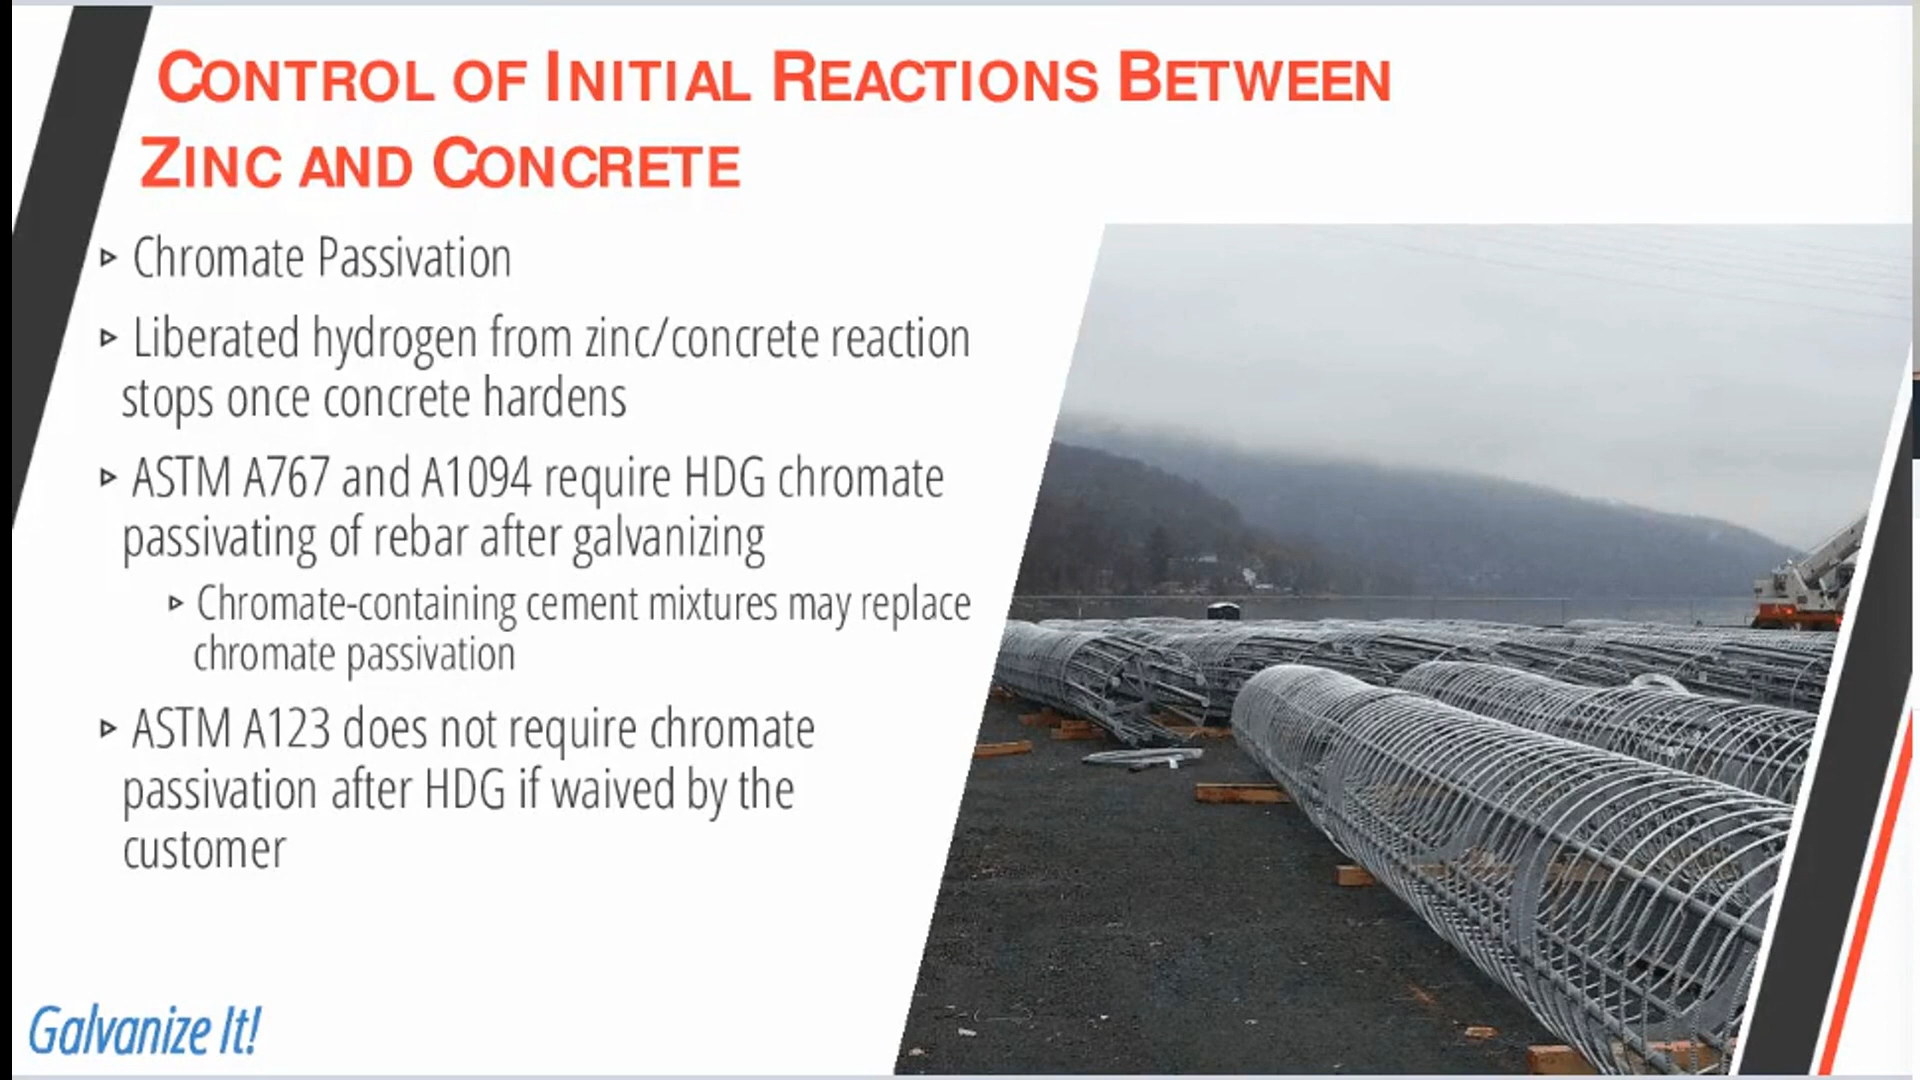 CONTROL OF INITIAL REACTIONS BETWEEN
ZINC AND CONCRETE
Chromate Passivation
Liberated hydrogen from zinc/concrete reaction
stops once concrete hardens
ASTM A767 and A1094 require HDG chromate
passivating of rebar after galvanizing
Chromate-containing cement mixtures may replace
chromate passivation
ASTM A123 does not require chromate
passivation after HDG if waived by the
customer
Galvanize It!